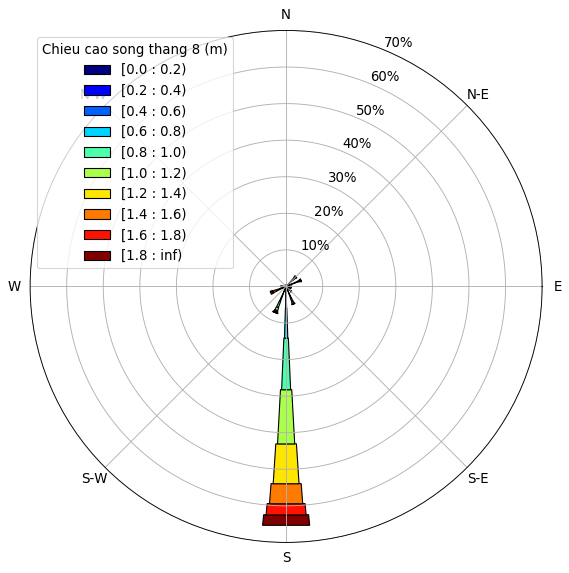 N
Chieu cao song thang 8 (m)
[0.0 : 0.2)
[0.2 : 0.4)
[0.4 : 0.6)
[0.6 : 0.8)
[0.8 : 1.0)
[1.0 : 1.2)
[1.2 : 1.4)
[1.4 : 1.6)
[1.6 : 1.8)
[1.8 : inf)
70%
60%
50%
40%
30%
20%
10%
N-E
W
E
S-W
S-E
S